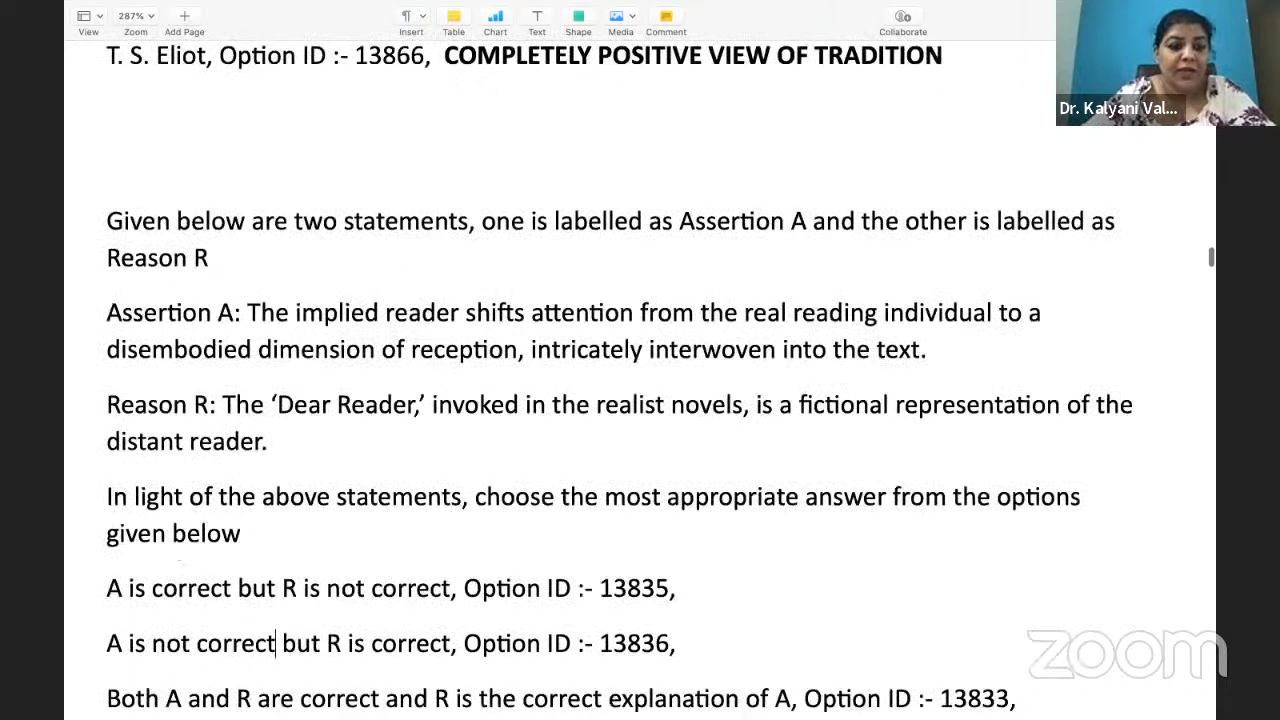 287%
View Zoom Add Page Insert Table Chart Text Shape Media Comment Collaborate
T. S. Eliot, Option ID :- 13866, COMPLETELY POSITIVE VIEW OF TRADITION
Dr. Kalyani Val...
Given below are two statements, one is labelled as Assertion A and the other is labelled as
Reason R
Assertion A: The implied reader shifts attention from the real reading individual to a
disembodied dimension of reception, intricately interwoven into the text.
Reason R: The ‘Dear Reader,’ invoked in the realist novels, is a fictional representation of the
distant reader.
In light of the above statements, choose the most appropriate answer from the options
given below
A is correct but R is not correct, Option ID :- 13835,
A is not correct but R is correct, Option ID :- 13836,
zoom
Both A and R are correct and R is the correct explanation of A, Option ID :- 13833,